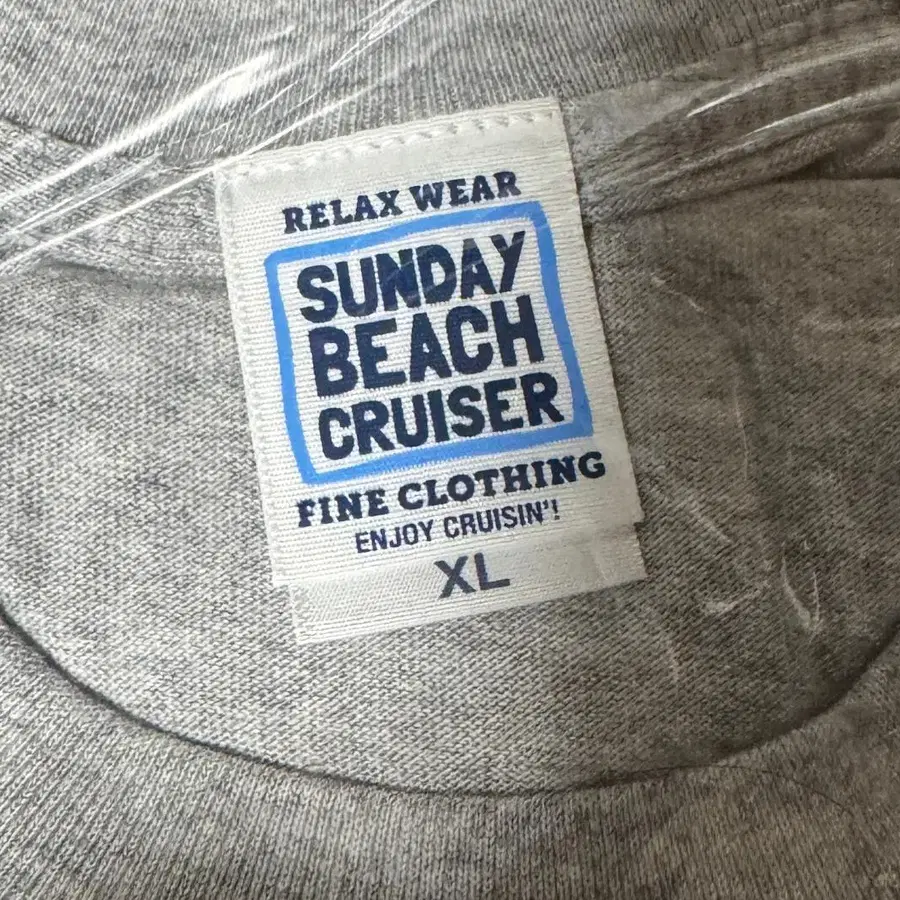 RELAX WEAR
SUNDAY
BEACH
CRUISER
FINE CLOTHING
ENJOY CRUISIN'!
XL